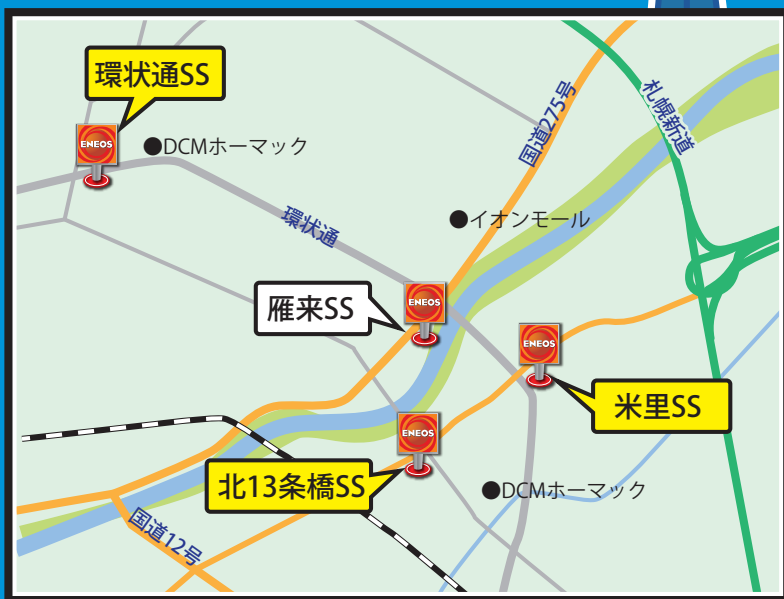 環状通SS
ENEOS
●DCMホーマック
国道275号
札幌新道
環状通
●イオンモール
雁来SS
ENEOS
ENEOS
米里SS
ENEOS
北13条橋SS
●DCMホーマック
国道12号